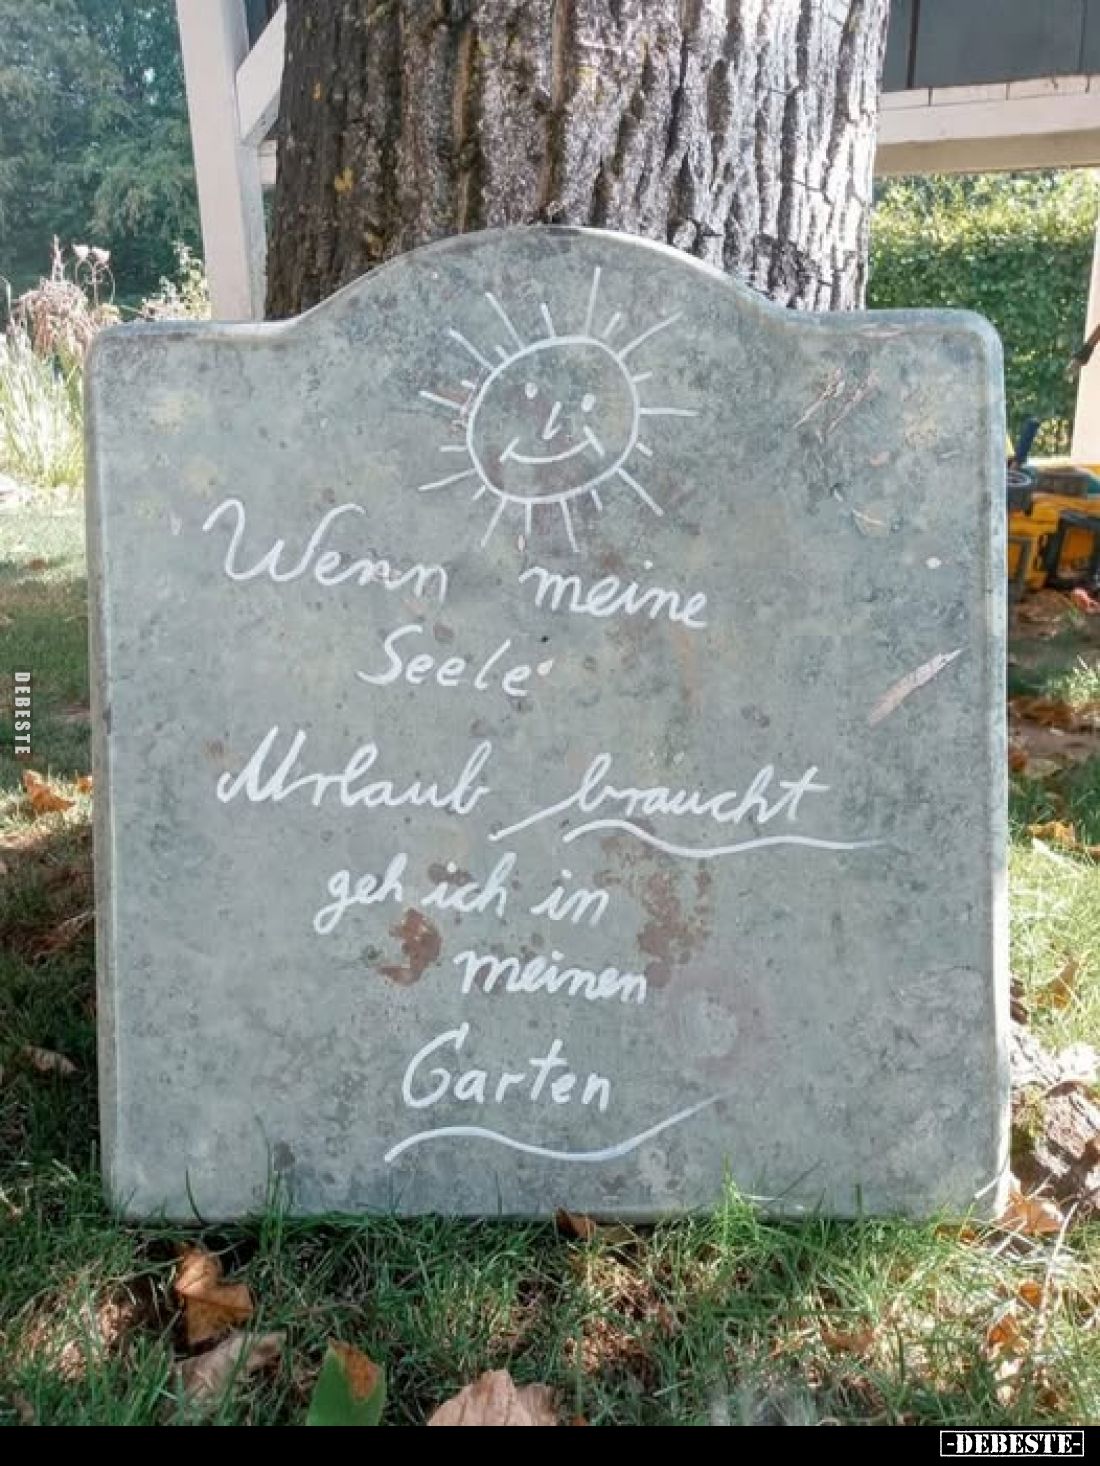 Wenn meine
Seele
Urlaub braucht
geh ich in
meinen
Garten
DEBESTE
-DEBESTE-